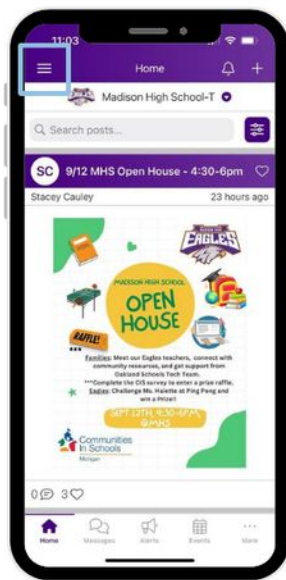 11:03
Home
Madison High School-T
Search posts...
SC 9/12 MHS Open House - 4:30-6pm
Stacey Cauley 23 hours ago
EAGLES
MADISON HIGH SCHOOL
OPEN
HOUSE
RAFFLE!
Families: Meet our Eagles teachers, connect with
community resources, and get support from
Oakland Schools Tech Team.
***Complete the CIS survey to enter a prize raffle.
Eagles: Challenge Ms. Halette at Ping Pong and
win a Prize!!
SEPT 12TH, 4:30-6PM,
@MHS
Communities
In Schools
Michigan
0 3
Home Messages Alerts Events More